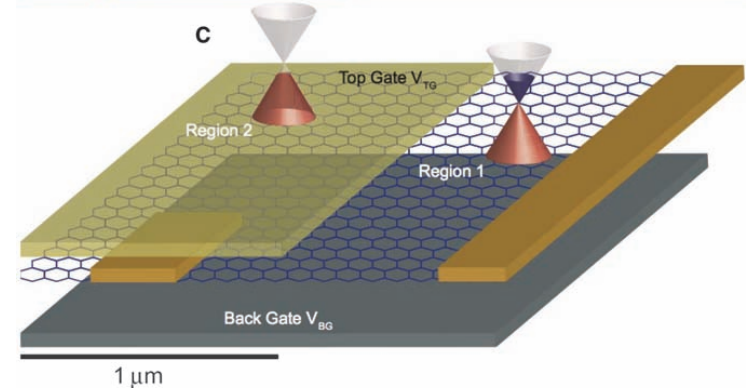 C
Top Gate V_TG
Region 2
Region 1
Back Gate V_BG
1 μm